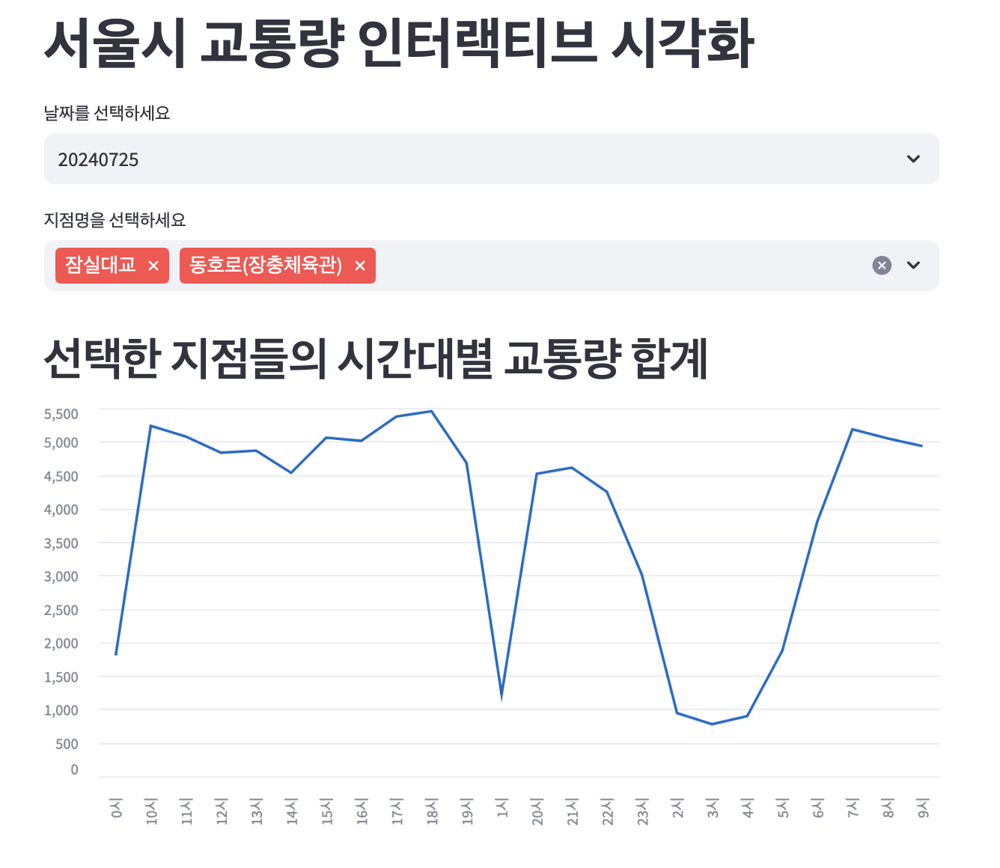 서울시 교통량 인터랙티브 시각화
날짜를 선택하세요
20240725
지점명을 선택하세요
잠실대교 × 동호로(장충체육관) ×
선택한 지점들의 시간대별 교통량 합계
5,500
5,000
4,500
4,000
3,500
3,000
2,500
2,000
1,500
1,000
500
0
0시 10시 11시 12시 13시 14시 15시 16시 17시 18시 19시 1시 20시 21시 22시 23시 2시 3시 4시 5시 6시 7시 8시 9시